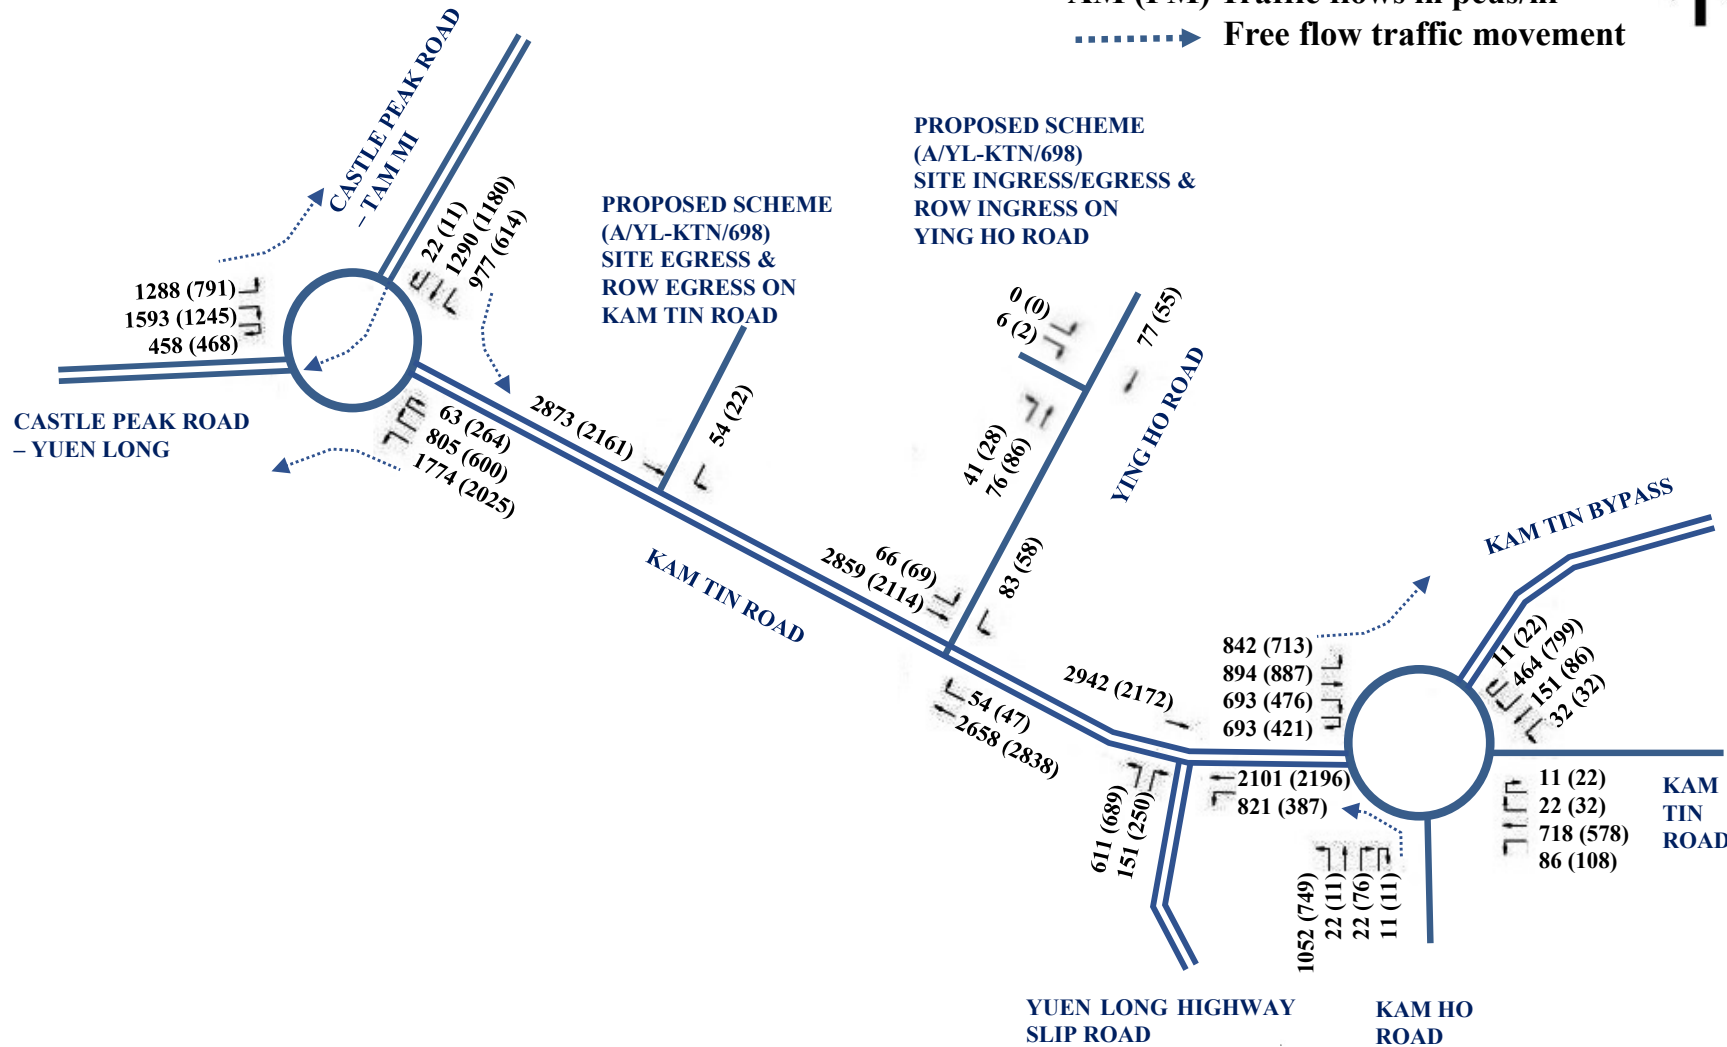 AM (PM) Traffic flows in pcus/hr
Free flow traffic movement
CASTLE PEAK ROAD
– TAM MI
22 (11)
1290 (1180)
977 (614)
1288 (791)
1593 (1245)
458 (468)
CASTLE PEAK ROAD
– YUEN LONG
63 (264)
805 (600)
1774 (2025)
PROPOSED SCHEME
(A/YL-KTN/698)
SITE EGRESS &
ROW EGRESS ON
KAM TIN ROAD
2873 (2161)
54 (22)
PROPOSED SCHEME
(A/YL-KTN/698)
SITE INGRESS/EGRESS &
ROW INGRESS ON
YING HO ROAD
0 (0)
6 (2)
77 (55)
41 (28)
76 (86)
YING HO ROAD
KAM TIN ROAD
66 (69)
2859 (2114)
83 (58)
54 (47)
2658 (2838)
2942 (2172)
611 (689)
151 (250)
2101 (2196)
821 (387)
842 (713)
894 (887)
693 (476)
693 (421)
KAM TIN BYPASS
11 (22)
464 (799)
151 (86)
32 (32)
11 (22)
22 (32)
718 (578)
86 (108)
KAM
TIN
ROAD
1052 (749)
22 (11)
22 (76)
11 (11)
YUEN LONG HIGHWAY
SLIP ROAD
KAM HO
ROAD